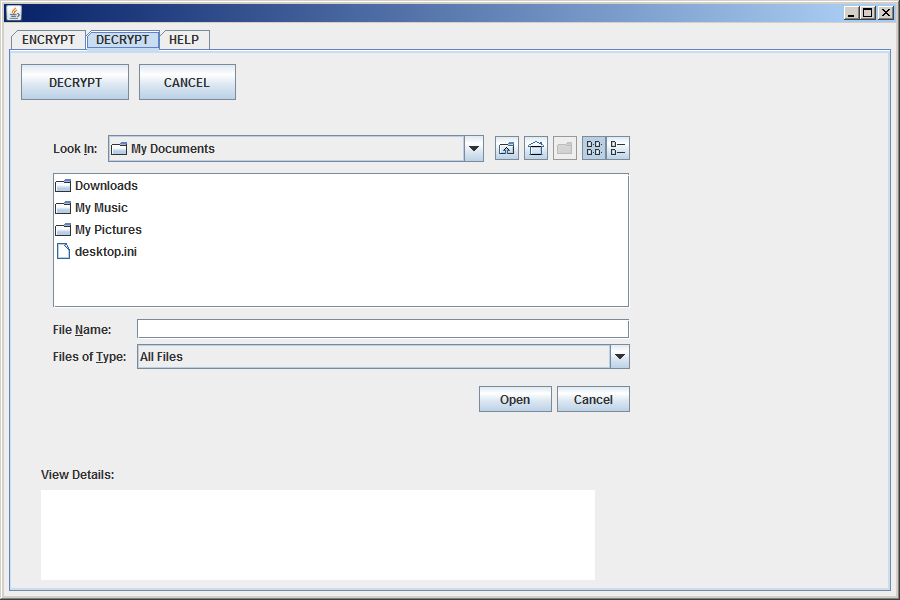 ENCRYPT DECRYPT HELP
DECRYPT CANCEL
Look In: My Documents
Downloads
My Music
My Pictures
desktop.ini
File Name:
Files of Type: All Files
Open Cancel
View Details: